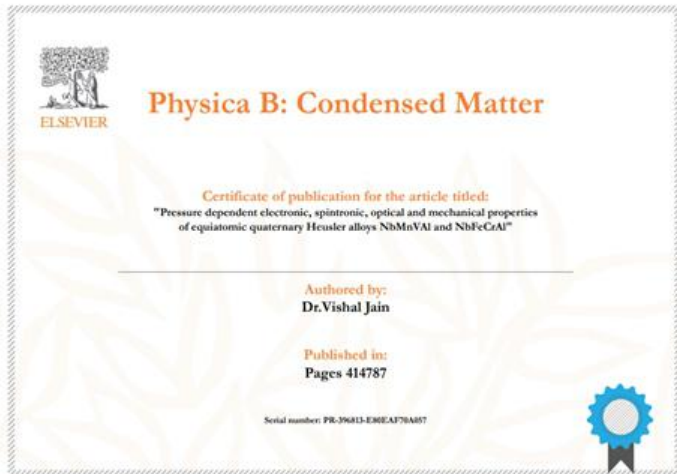 ELSEVIER
Physica B: Condensed Matter
Certificate of publication for the article titled:
"Pressure dependent electronic, spintronic, optical and mechanical properties
of equiatomic quaternary Heusler alloys NbMnVAl and NbFeCrAl"
Authored by:
Dr.Vishal Jain
Published in:
Pages 414787
Serial number: PR-396813-E80EAF70A057